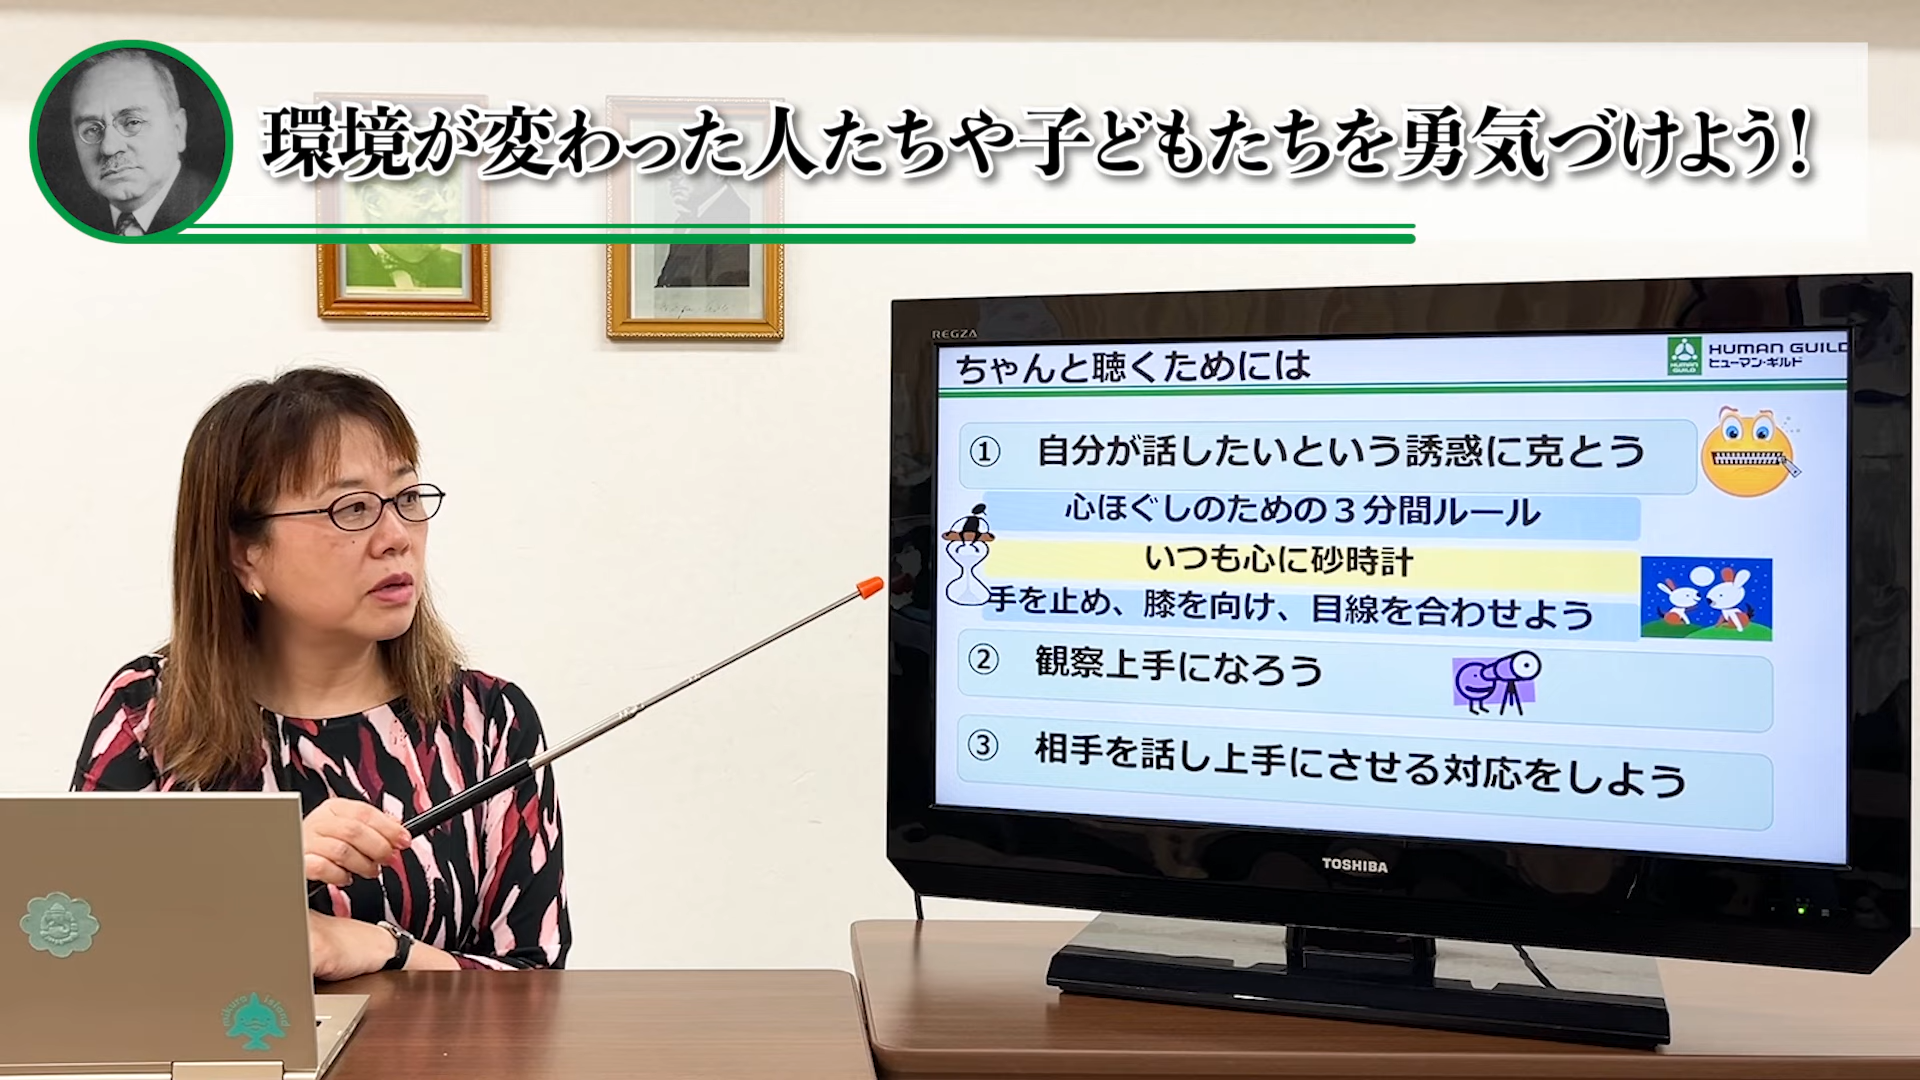 環境が変わった人たちや子どもたちを勇気づけよう!
REGZA
ちゃんと聴くためには
HUMAN GUILD
ヒューマン・ギルド
HUMAN
GUILD
① 自分が話したいという誘惑に克とう
心ほぐしのための3分間ルール
いつも心に砂時計
手を止め、膝を向け、目線を合わせよう
② 観察上手になろう
③ 相手を話し上手にさせる対応をしよう
TOSHIBA
mikura island